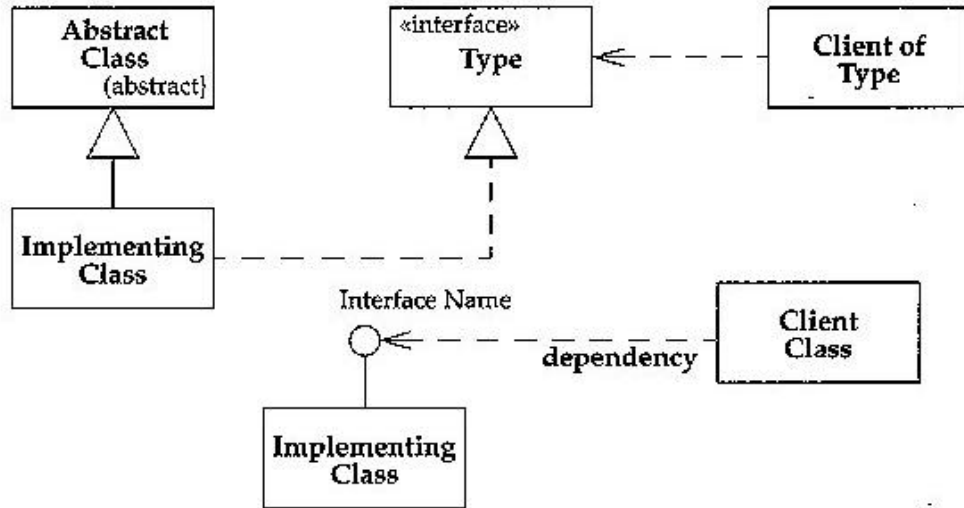 Abstract
Class
{abstract}
«interface»
Type
Client of
Type
Implementing
Class
Interface Name
dependency
Client
Class
Implementing
Class